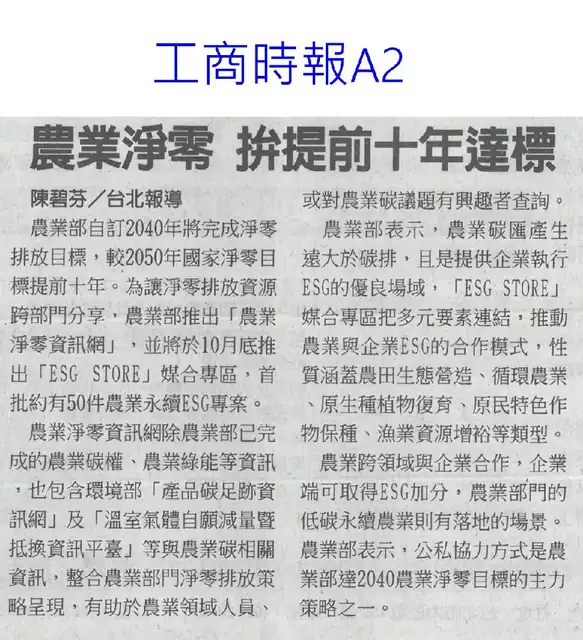 工商時報A2
農業淨零 拚提前十年達標
陳碧芬／台北報導
農業部自訂2040年將完成淨零
排放目標，較2050年國家淨零目
標提前十年。為讓淨零排放資源
跨部門分享，農業部推出「農業
淨零資訊網」，並將於10月底推
出「ESG STORE」媒合專區，首
批約有50件農業永續ESG專案。
農業淨零資訊網除農業部已完
成的農業碳權、農業綠能等資訊
，也包含環境部「產品碳足跡資
訊網」及「溫室氣體自願減量暨
抵換資訊平臺」等與農業碳相關
資訊，整合農業部門淨零排放策
略呈現，有助於農業領域人員、
或對農業碳議題有興趣者查詢。
農業部表示，農業碳匯產生
遠大於碳排，且是提供企業執行
ESG的優良場域，「ESG STORE」
媒合專區把多元要素連結，推動
農業與企業ESG的合作模式，性
質涵蓋農田生態營造、循環農業
、原生種植物復育、原民特色作
物保種、漁業資源增裕等類型。
農業跨領域與企業合作，企業
端可取得ESG加分，農業部門的
低碳永續農業則有落地的場景。
農業部表示，公私協力方式是農
業部達2040農業淨零目標的主力
策略之一。